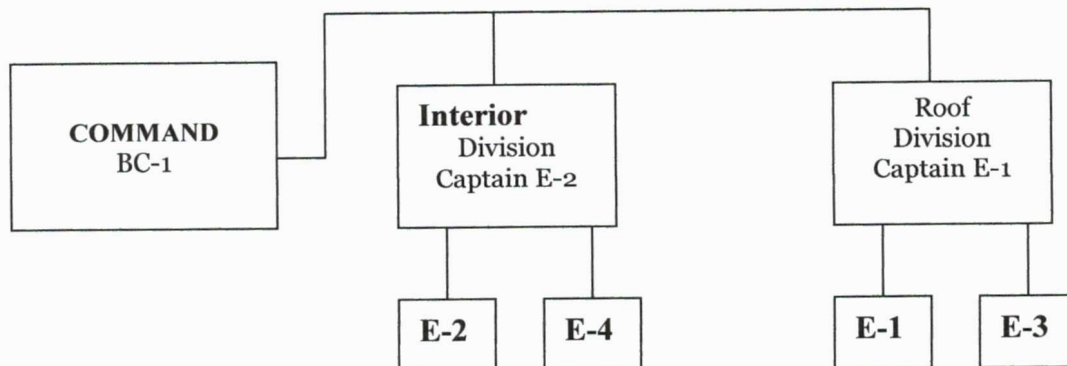 COMMAND
BC-1
Interior
Division
Captain E-2
Roof
Division
Captain E-1
E-2
E-4
E-1
E-3